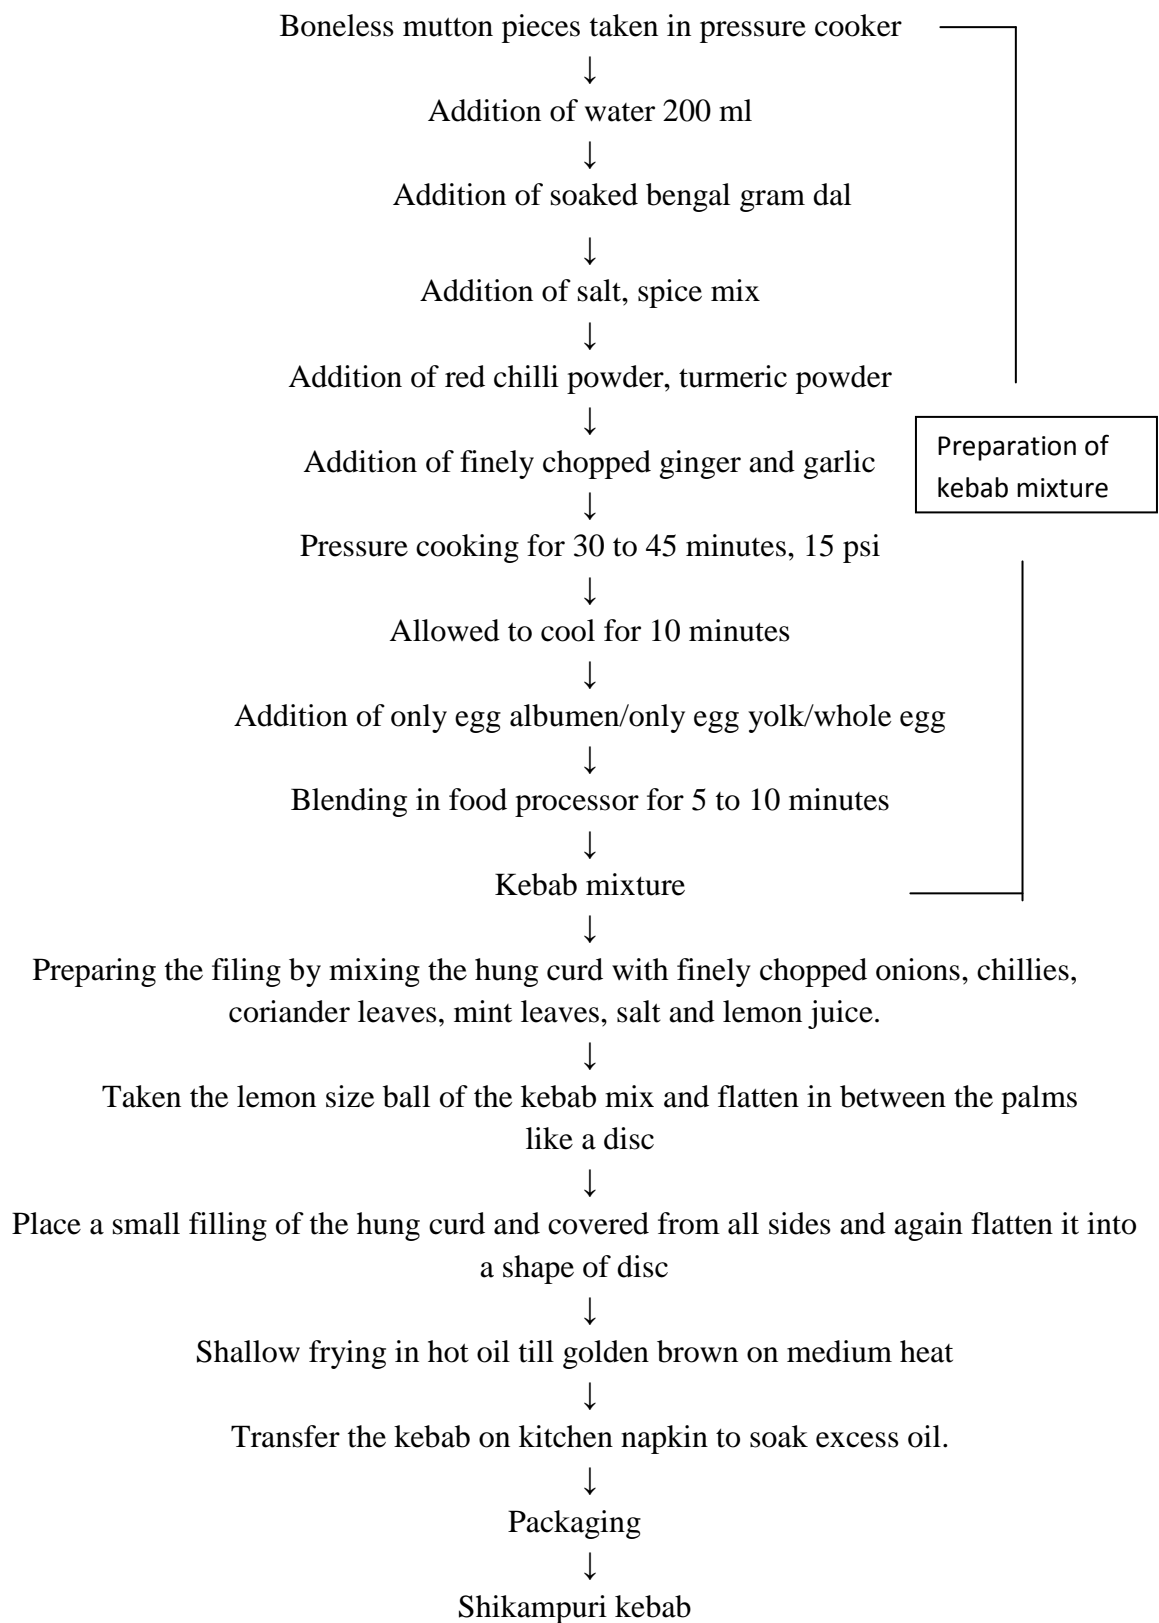 Boneless mutton pieces taken in pressure cooker
↓
Addition of water 200 ml
↓
Addition of soaked bengal gram dal
↓
Addition of salt, spice mix
↓
Addition of red chilli powder, turmeric powder
↓
Addition of finely chopped ginger and garlic
Preparation of
kebab mixture
↓
Pressure cooking for 30 to 45 minutes, 15 psi
↓
Allowed to cool for 10 minutes
↓
Addition of only egg albumen/only egg yolk/whole egg
↓
Blending in food processor for 5 to 10 minutes
↓
Kebab mixture
↓
Preparing the filing by mixing the hung curd with finely chopped onions, chillies,
coriander leaves, mint leaves, salt and lemon juice.
↓
Taken the lemon size ball of the kebab mix and flatten in between the palms
like a disc
↓
Place a small filling of the hung curd and covered from all sides and again flatten it into
a shape of disc
↓
Shallow frying in hot oil till golden brown on medium heat
↓
Transfer the kebab on kitchen napkin to soak excess oil.
↓
Packaging
↓
Shikampuri kebab